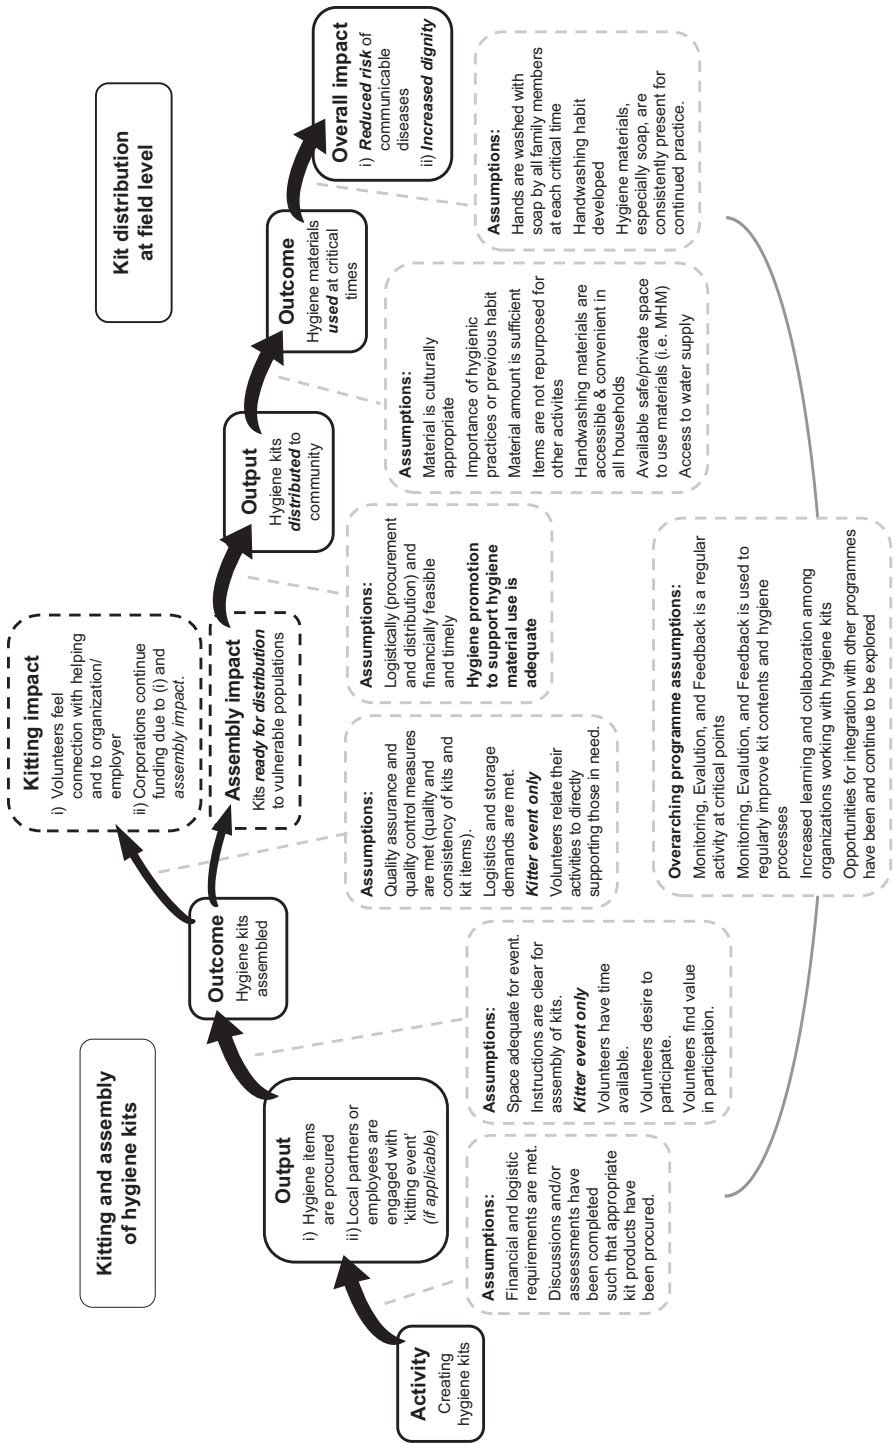 Kitting and assembly
of hygiene kits
Kit distribution
at field level
Activity
Creating
hygiene kits
Output
i) Hygiene items
are procured
ii) Local partners or
employees are
engaged with
‘kitting event’
(if applicable)
Outcome
Hygiene kits
assembled
Kitting impact
i) Volunteers feel
connection with helping
and to organization/
employer
ii) Corporations continue
funding due to (i) and
assembly impact.
Assembly impact
Kits ready for distribution
to vulnerable populations
Output
Hygiene kits
distributed to
community
Outcome
Hygiene materials
used at critical
times
Overall impact
i) Reduced risk of
communicable
diseases
ii) Increased dignity
Assumptions:
Financial and logistic
requirements are met.
Discussions and/or
assessments have
been completed
such that appropriate
kit products have
been procured.
Assumptions:
Space adequate for event.
Instructions are clear for
assembly of kits.
Kitter event only
Volunteers have time
available.
Volunteers desire to
participate.
Volunteers find value
in participation.
Assumptions:
Quality assurance and
quality control measures
are met (quality and
consistency of kits and
kit items).
Logistics and storage
demands are met.
Kitter event only
Volunteers relate their
activities to directly
supporting those in need.
Assumptions:
Logistically (procurement
and distribution) and
financially feasible
and timely
Hygiene promotion
to support hygiene
material use is
adequate
Assumptions:
Material is culturally
appropriate
Importance of hygienic
practices or previous habit
Material amount is sufficient
Items are not repurposed for
other activites
Handwashing materials are
accessible & convenient in
all households
Available safe/private space
to use materials (i.e. MHM)
Access to water supply
Assumptions:
Hands are washed with
soap by all family members
at each critical time
Handwashing habit
developed
Hygiene materials,
especially soap, are
consistently present for
continued practice.
Overarching programme assumptions:
Monitoring, Evalution, and Feedback is a regular
activity at critical points
Monitoring, Evalution, and Feedback is used to
regularly improve kit contents and hygiene
processes
Increased learning and collaboration among
organizations working with hygiene kits
Opportunities for integration with other programmes
have been and continue to be explored